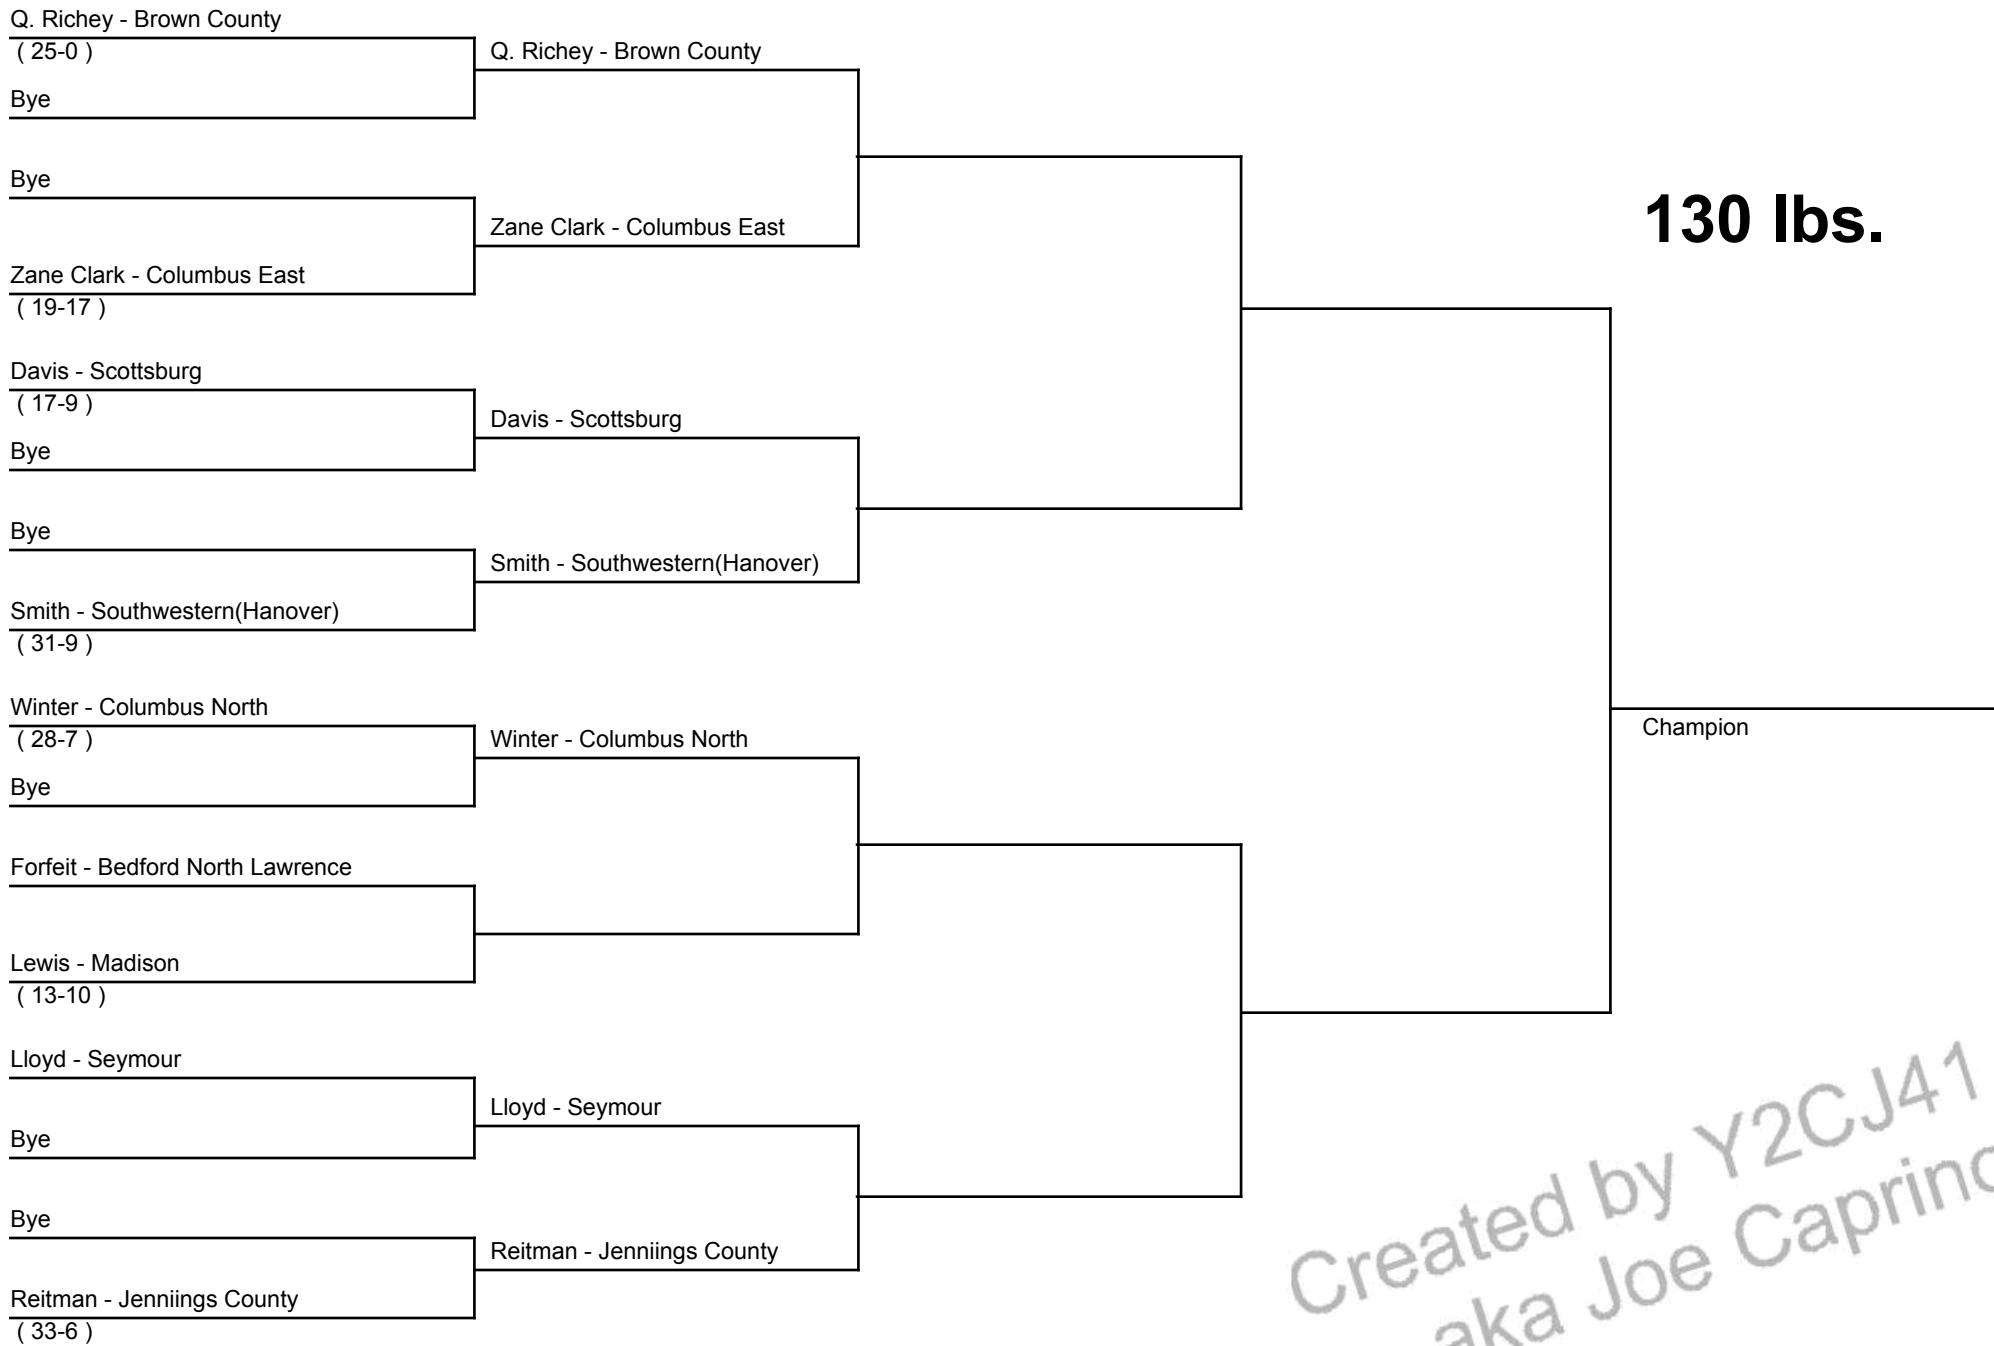 Q. Richey - Brown County
( 25-0 )
Bye
Bye
Zane Clark - Columbus East
( 19-17 )
Davis - Scottsburg
( 17-9 )
Bye
Bye
Smith - Southwestern(Hanover)
( 31-9 )
Winter - Columbus North
( 28-7 )
Bye
Forfeit - Bedford North Lawrence
Lewis - Madison
( 13-10 )
Lloyd - Seymour
Bye
Bye
Reitman - Jenniings County
( 33-6 )
Q. Richey - Brown County
Zane Clark - Columbus East
Davis - Scottsburg
Smith - Southwestern(Hanover)
Winter - Columbus North
Lloyd - Seymour
Reitman - Jenniings County
130 lbs.
Champion
Created by Y2CJ41
aka Joe Caprino